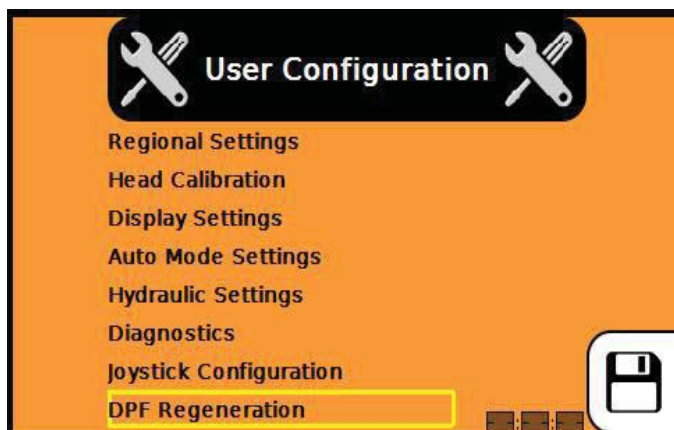 User Configuration
Regional Settings
Head Calibration
Display Settings
Auto Mode Settings
Hydraulic Settings
Diagnostics
Joystick Configuration
DPF Regeneration